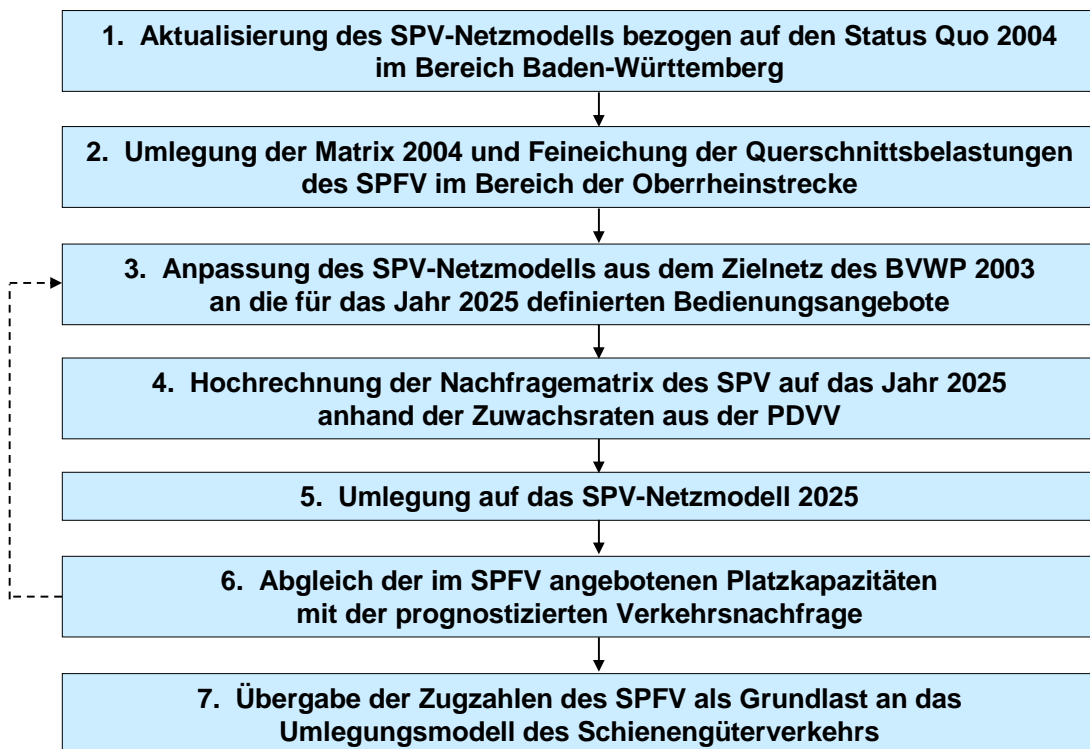 1. Aktualisierung des SPV-Netzmodells bezogen auf den Status Quo 2004
im Bereich Baden-Württemberg
2. Umlegung der Matrix 2004 und Feineichung der Querschnittsbelastungen
des SPFV im Bereich der Oberrheinstrecke
3. Anpassung des SPV-Netzmodells aus dem Zielnetz des BVWP 2003
an die für das Jahr 2025 definierten Bedienungsangebote
4. Hochrechnung der Nachfragematrix des SPV auf das Jahr 2025
anhand der Zuwachsraten aus der PDVV
5. Umlegung auf das SPV-Netzmodell 2025
6. Abgleich der im SPFV angebotenen Platzkapazitäten
mit der prognostizierten Verkehrsnachfrage
7. Übergabe der Zugzahlen des SPFV als Grundlast an das
Umlegungsmodell des Schienengüterverkehrs